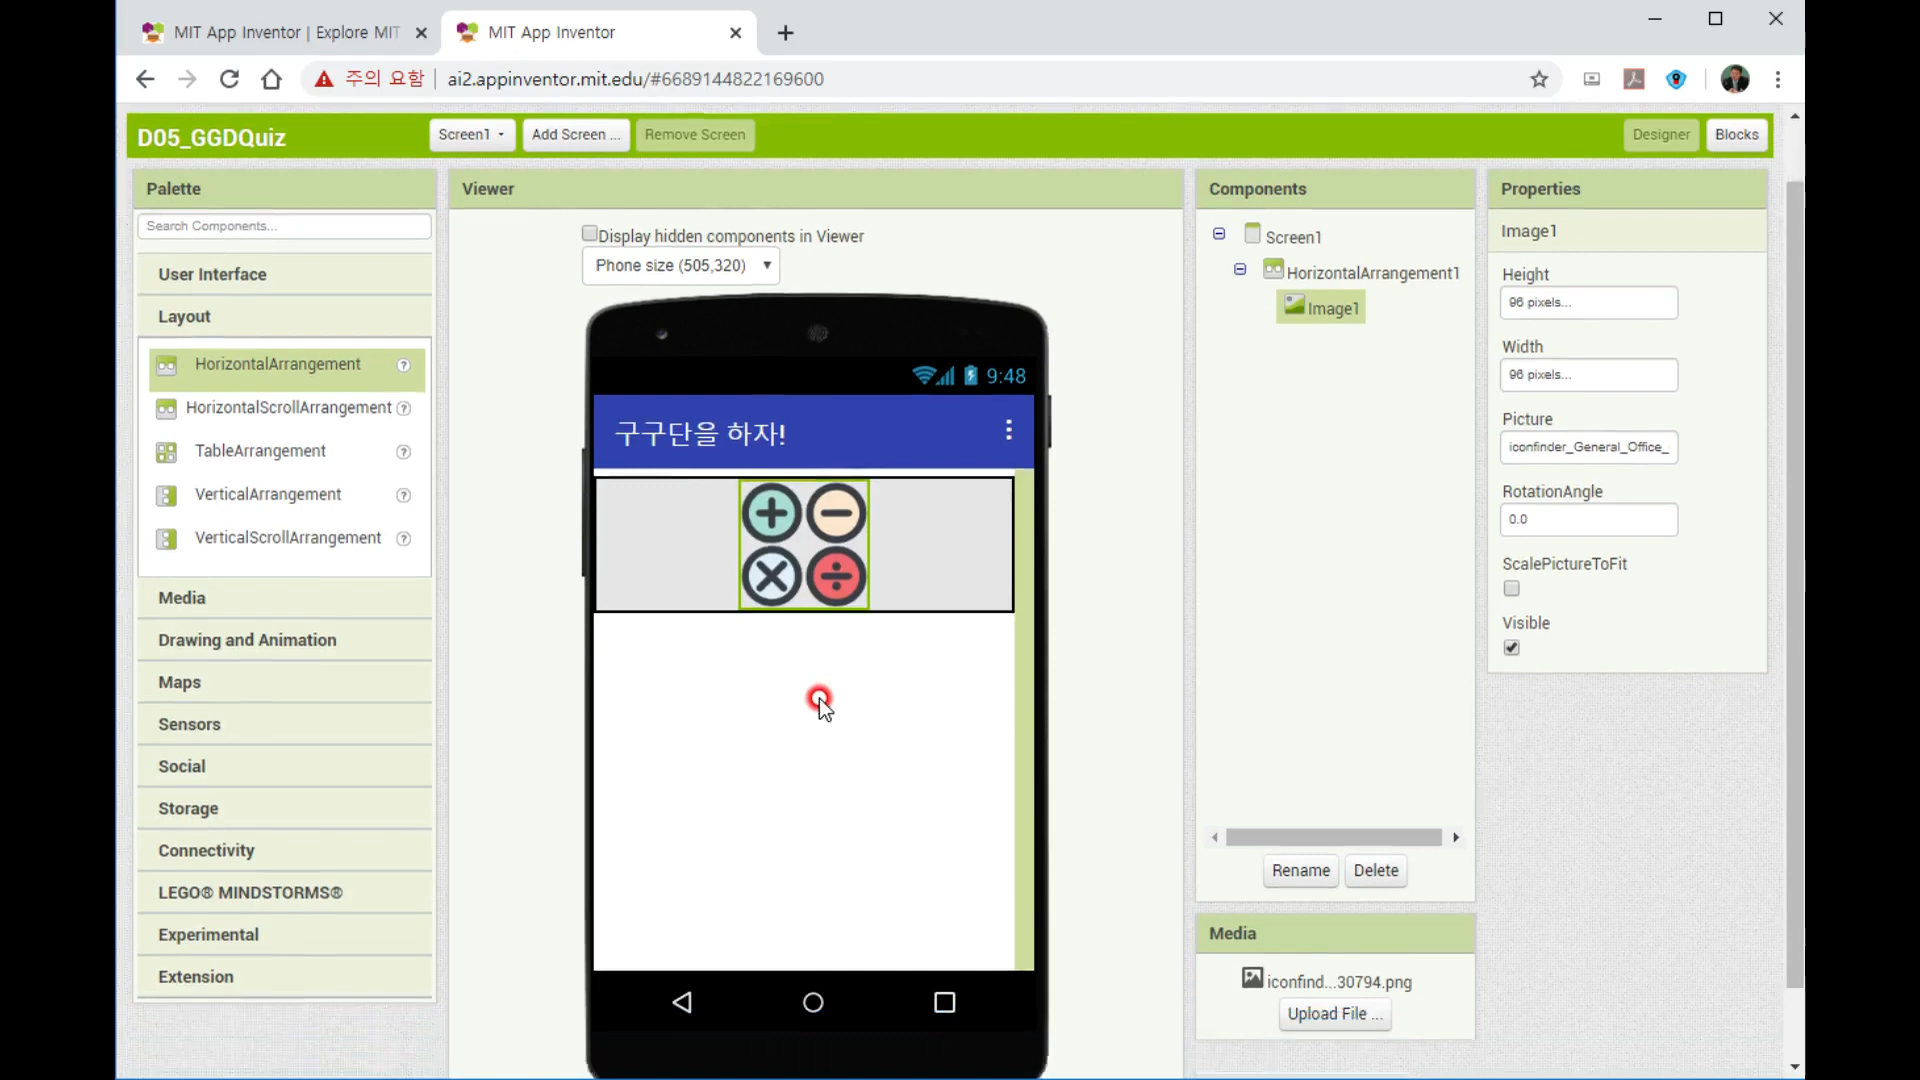 MIT App Inventor | Explore MIT
MIT App Inventor
주의 요함
ai2.appinventor.mit.edu/#6689144822169600
D05_GGDQuiz
Screen1
Add Screen ...
Remove Screen
Designer
Blocks
Palette
Search Components...
User Interface
Layout
HorizontalArrangement
HorizontalScrollArrangement
TableArrangement
VerticalArrangement
VerticalScrollArrangement
Media
Drawing and Animation
Maps
Sensors
Social
Storage
Connectivity
LEGO® MINDSTORMS®
Experimental
Extension
Viewer
Display hidden components in Viewer
Phone size (505,320)
9:48
구구단을 하자!
Components
Screen1
HorizontalArrangement1
Image1
Rename
Delete
Media
iconfind...30794.png
Upload File ...
Properties
Image1
Height
96 pixels...
Width
96 pixels...
Picture
iconfinder_General_Office_
RotationAngle
0.0
ScalePictureToFit
Visible